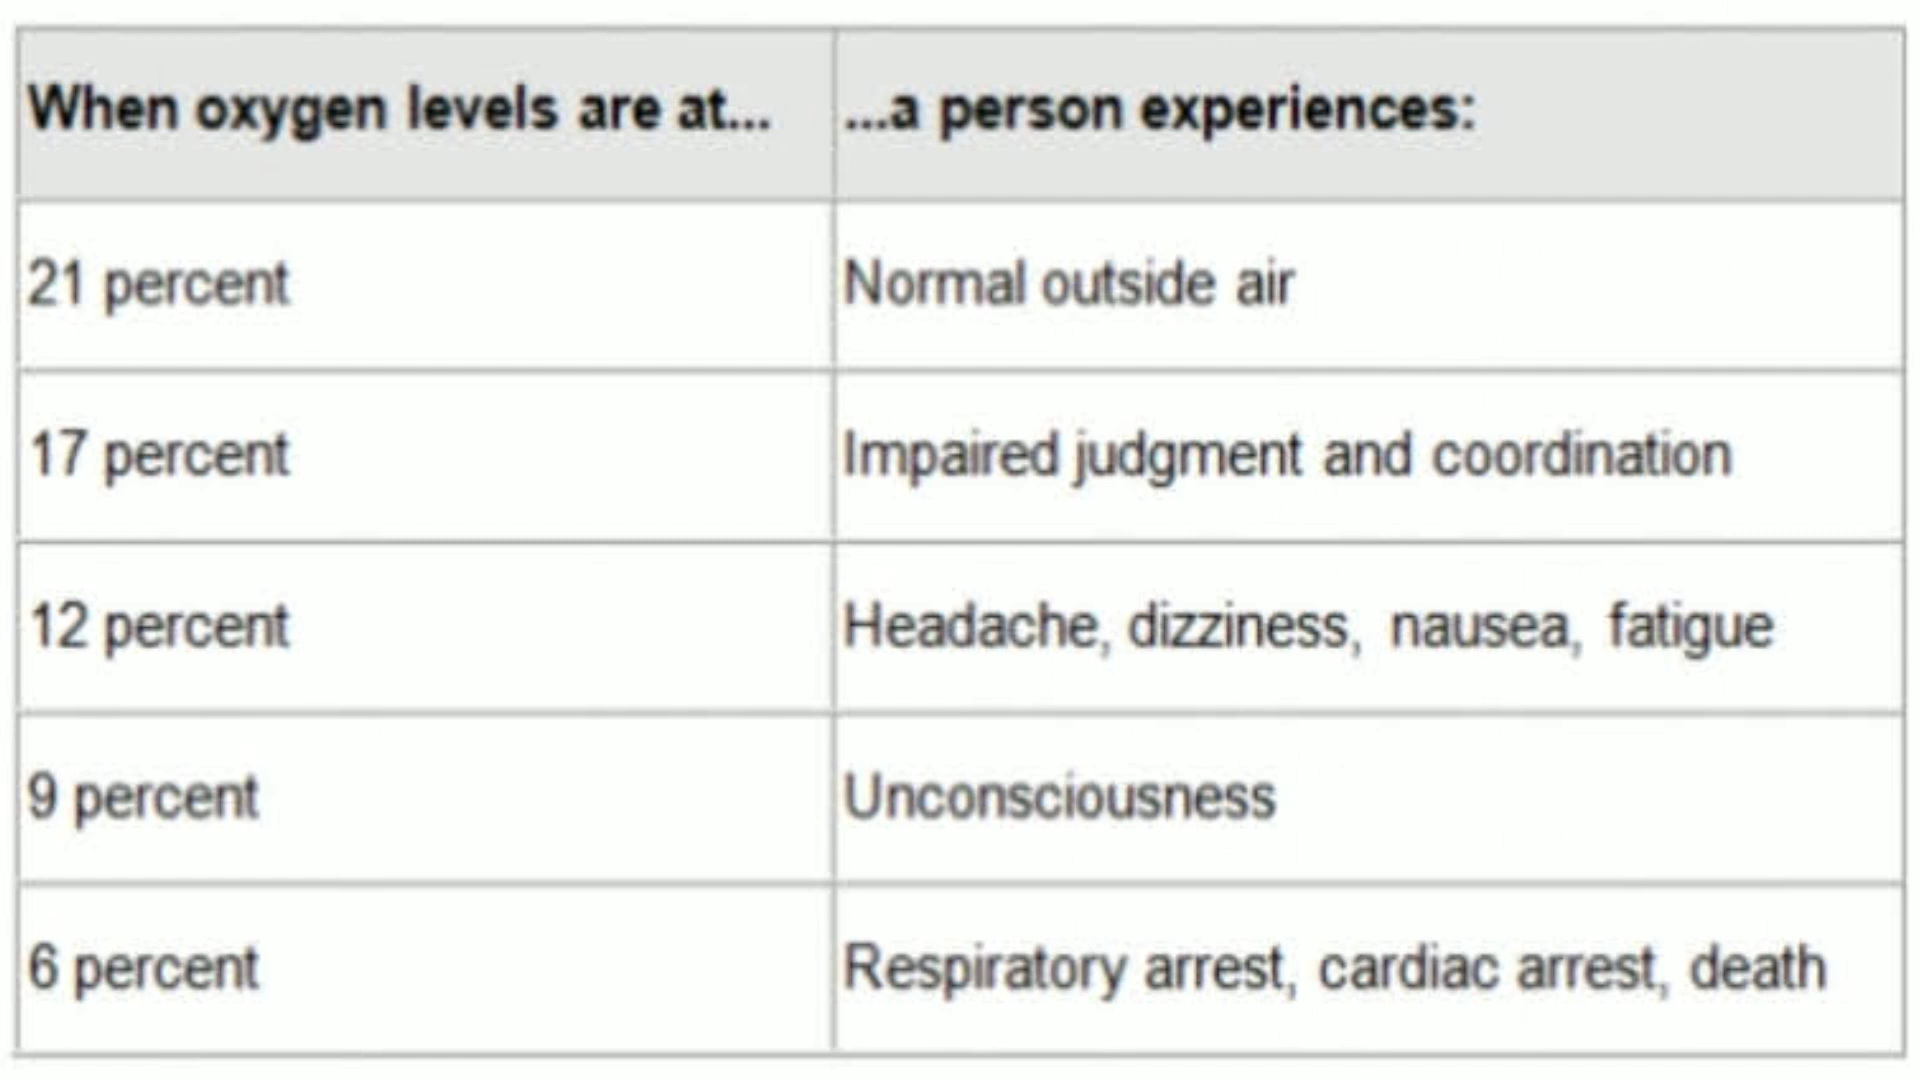 When oxygen levels are at... ...a person experiences:
21 percent Normal outside air
17 percent Impaired judgment and coordination
12 percent Headache, dizziness, nausea, fatigue
9 percent Unconsciousness
6 percent Respiratory arrest, cardiac arrest, death